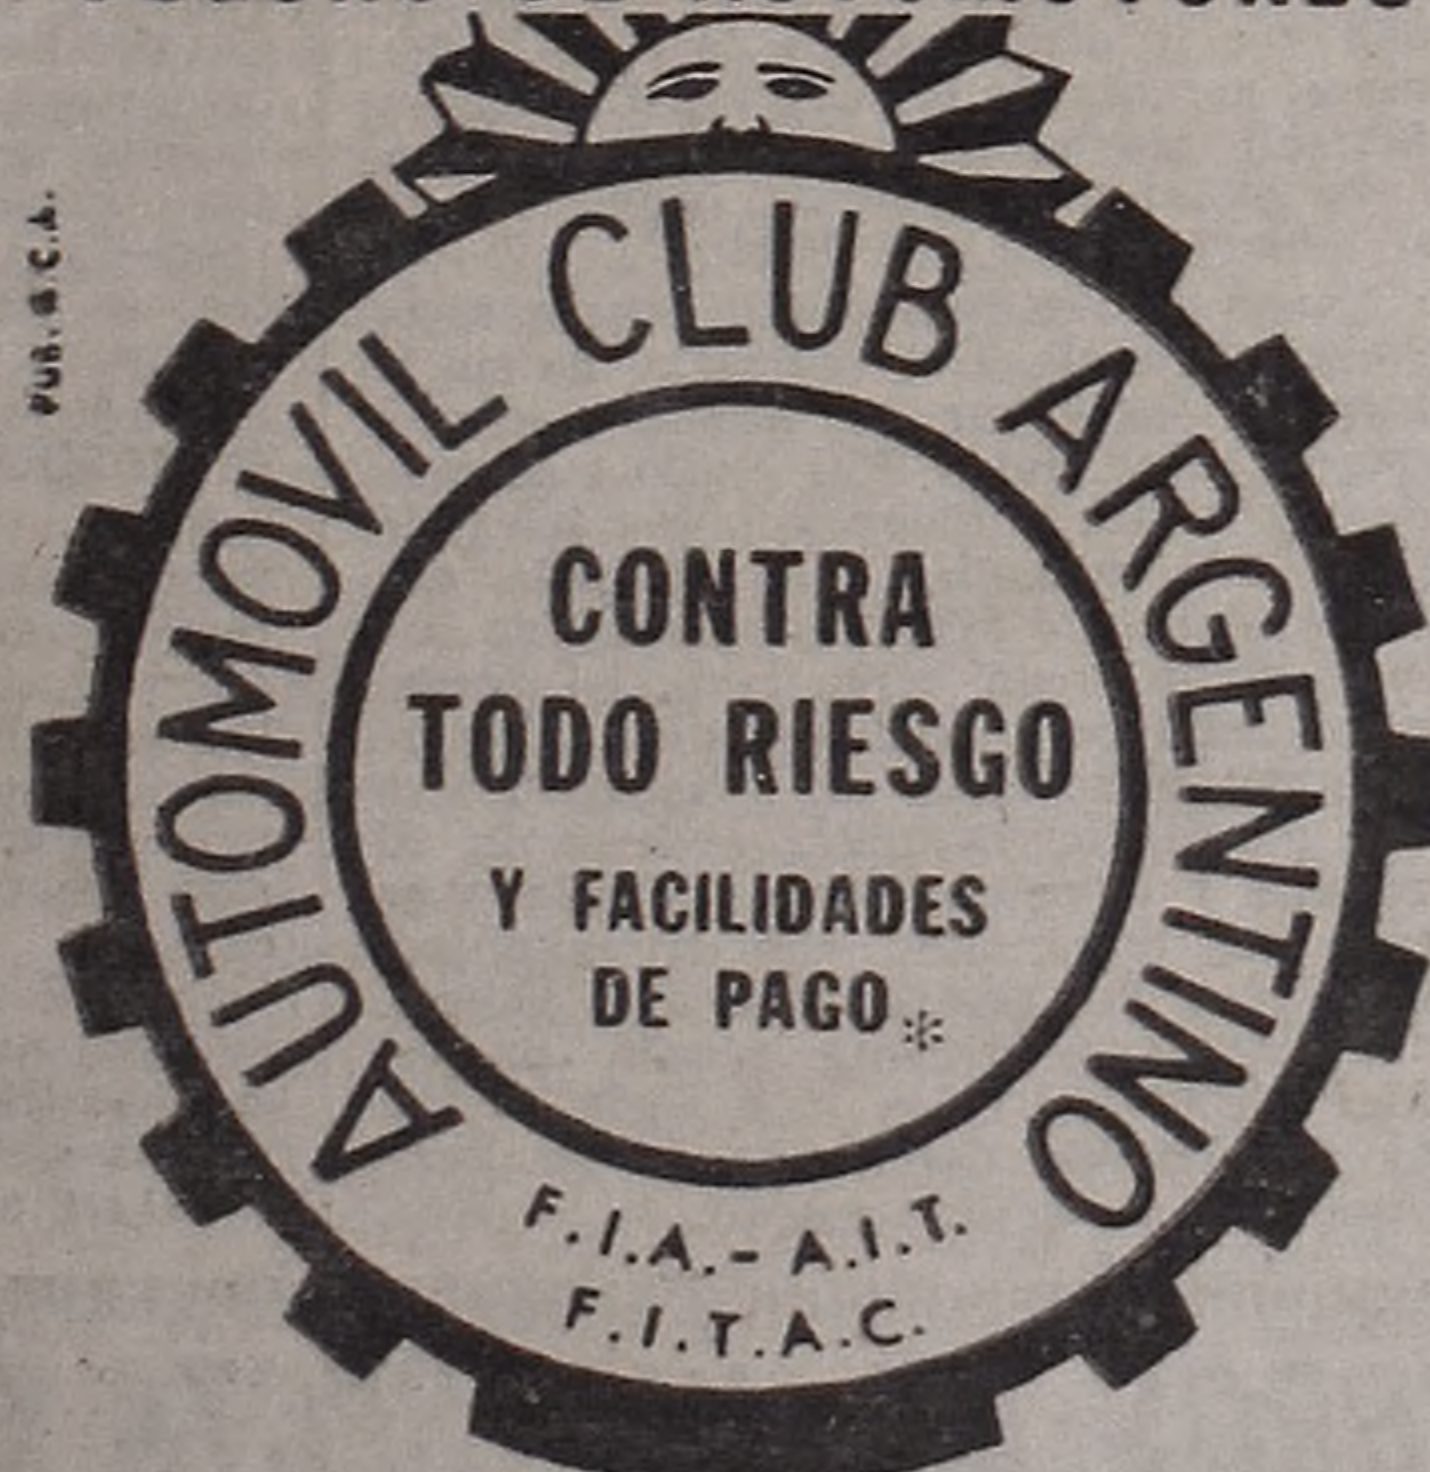 AUTOMOVIL CLUB ARGENTINO
CONTRA
TODO RIESGO
Y FACILIDADES
DE PAGO *
F.I.A.-A.I.T.
F.I.T.A.C.